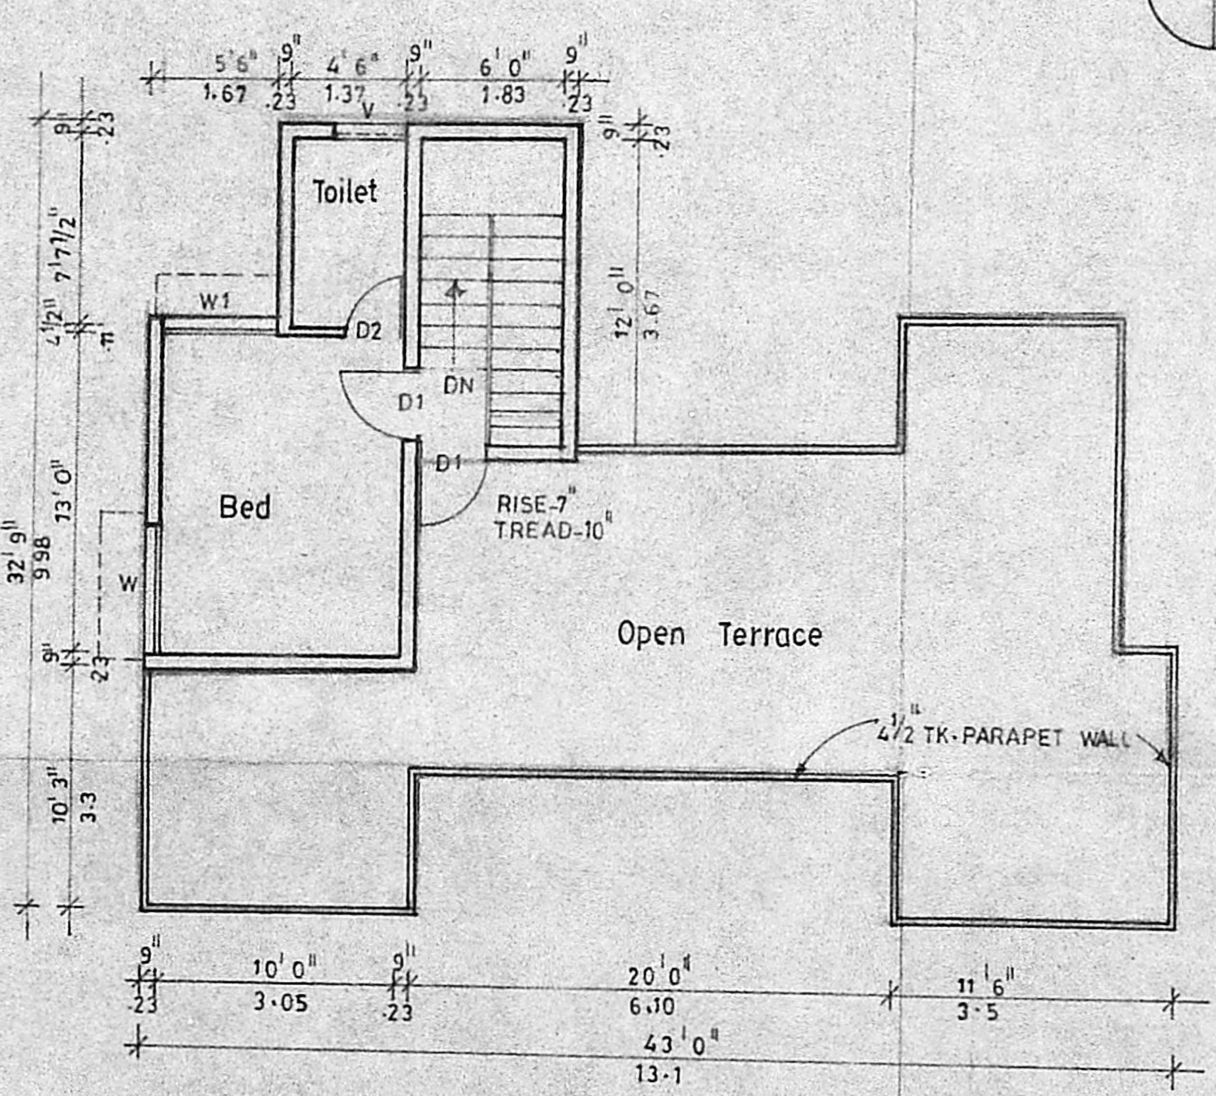 5'6" 9" 4'6" 9" 6'0" 9"
1.67 .23 1.37 .23 1.83 .23
V
9" .23
9" .23
Toilet
7'7 1/2"
W1
4 1/2" .11
D2
12'0" 3.67
DN
D1
D1
Bed
RISE-7"
TREAD-10"
13'0"
32'9" 9.98
W
9" .23
Open Terrace
4 1/2" TK. PARAPET WALL
10'3" 3.3
9" 10'0" 9" 20'0" 11'6"
.23 3.05 .23 6.10 3.5
43'0"
13.1